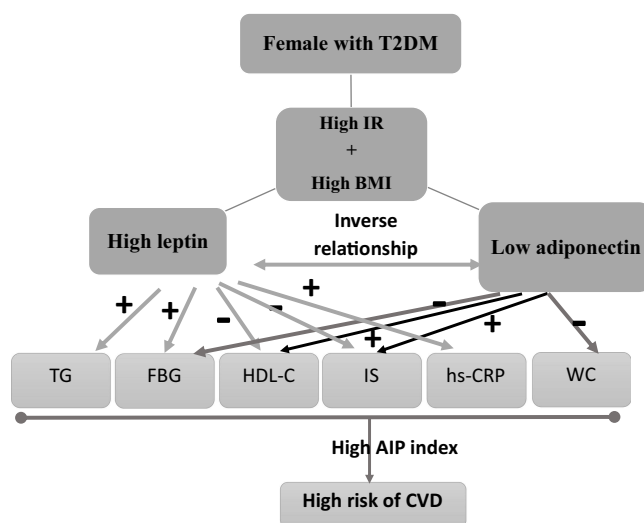 Female with T2DM
High IR
+
High BMI
High leptin
Inverse
relationship
Low adiponectin
+
+
-
-
+
-
+
+
-
TG
FBG
HDL-C
IS
hs-CRP
WC
High AIP index
High risk of CVD